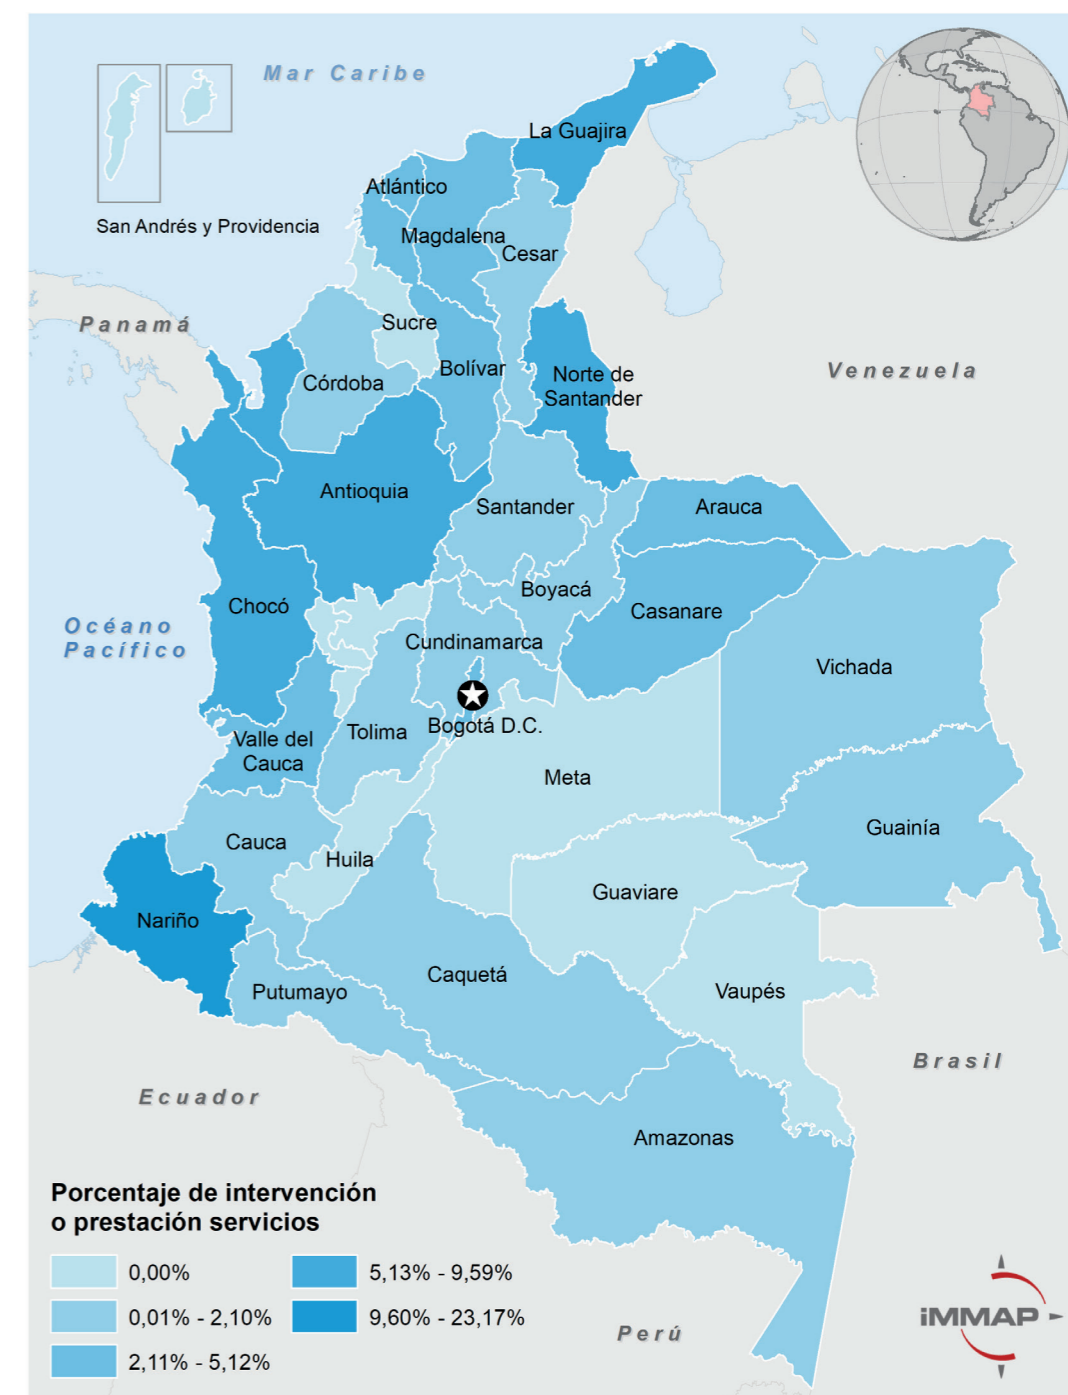 Mar Caribe
La Guajira
Atlántico
San Andrés y Providencia
Magdalena
Cesar
Panamá
Sucre
Bolívar
Córdoba
Norte de
Santander
Venezuela
Antioquia
Santander
Arauca
Boyacá
Chocó
Casanare
Océano
Pacífico
Cundinamarca
Vichada
Bogotá D.C.
Tolima
Valle del
Cauca
Meta
Guainía
Cauca
Huila
Guaviare
Nariño
Caquetá
Putumayo
Vaupés
Brasil
Ecuador
Amazonas
Porcentaje de intervención
o prestación servicios
0,00%
0,01% - 2,10%
2,11% - 5,12%
5,13% - 9,59%
9,60% - 23,17%
Perú
iMMAP